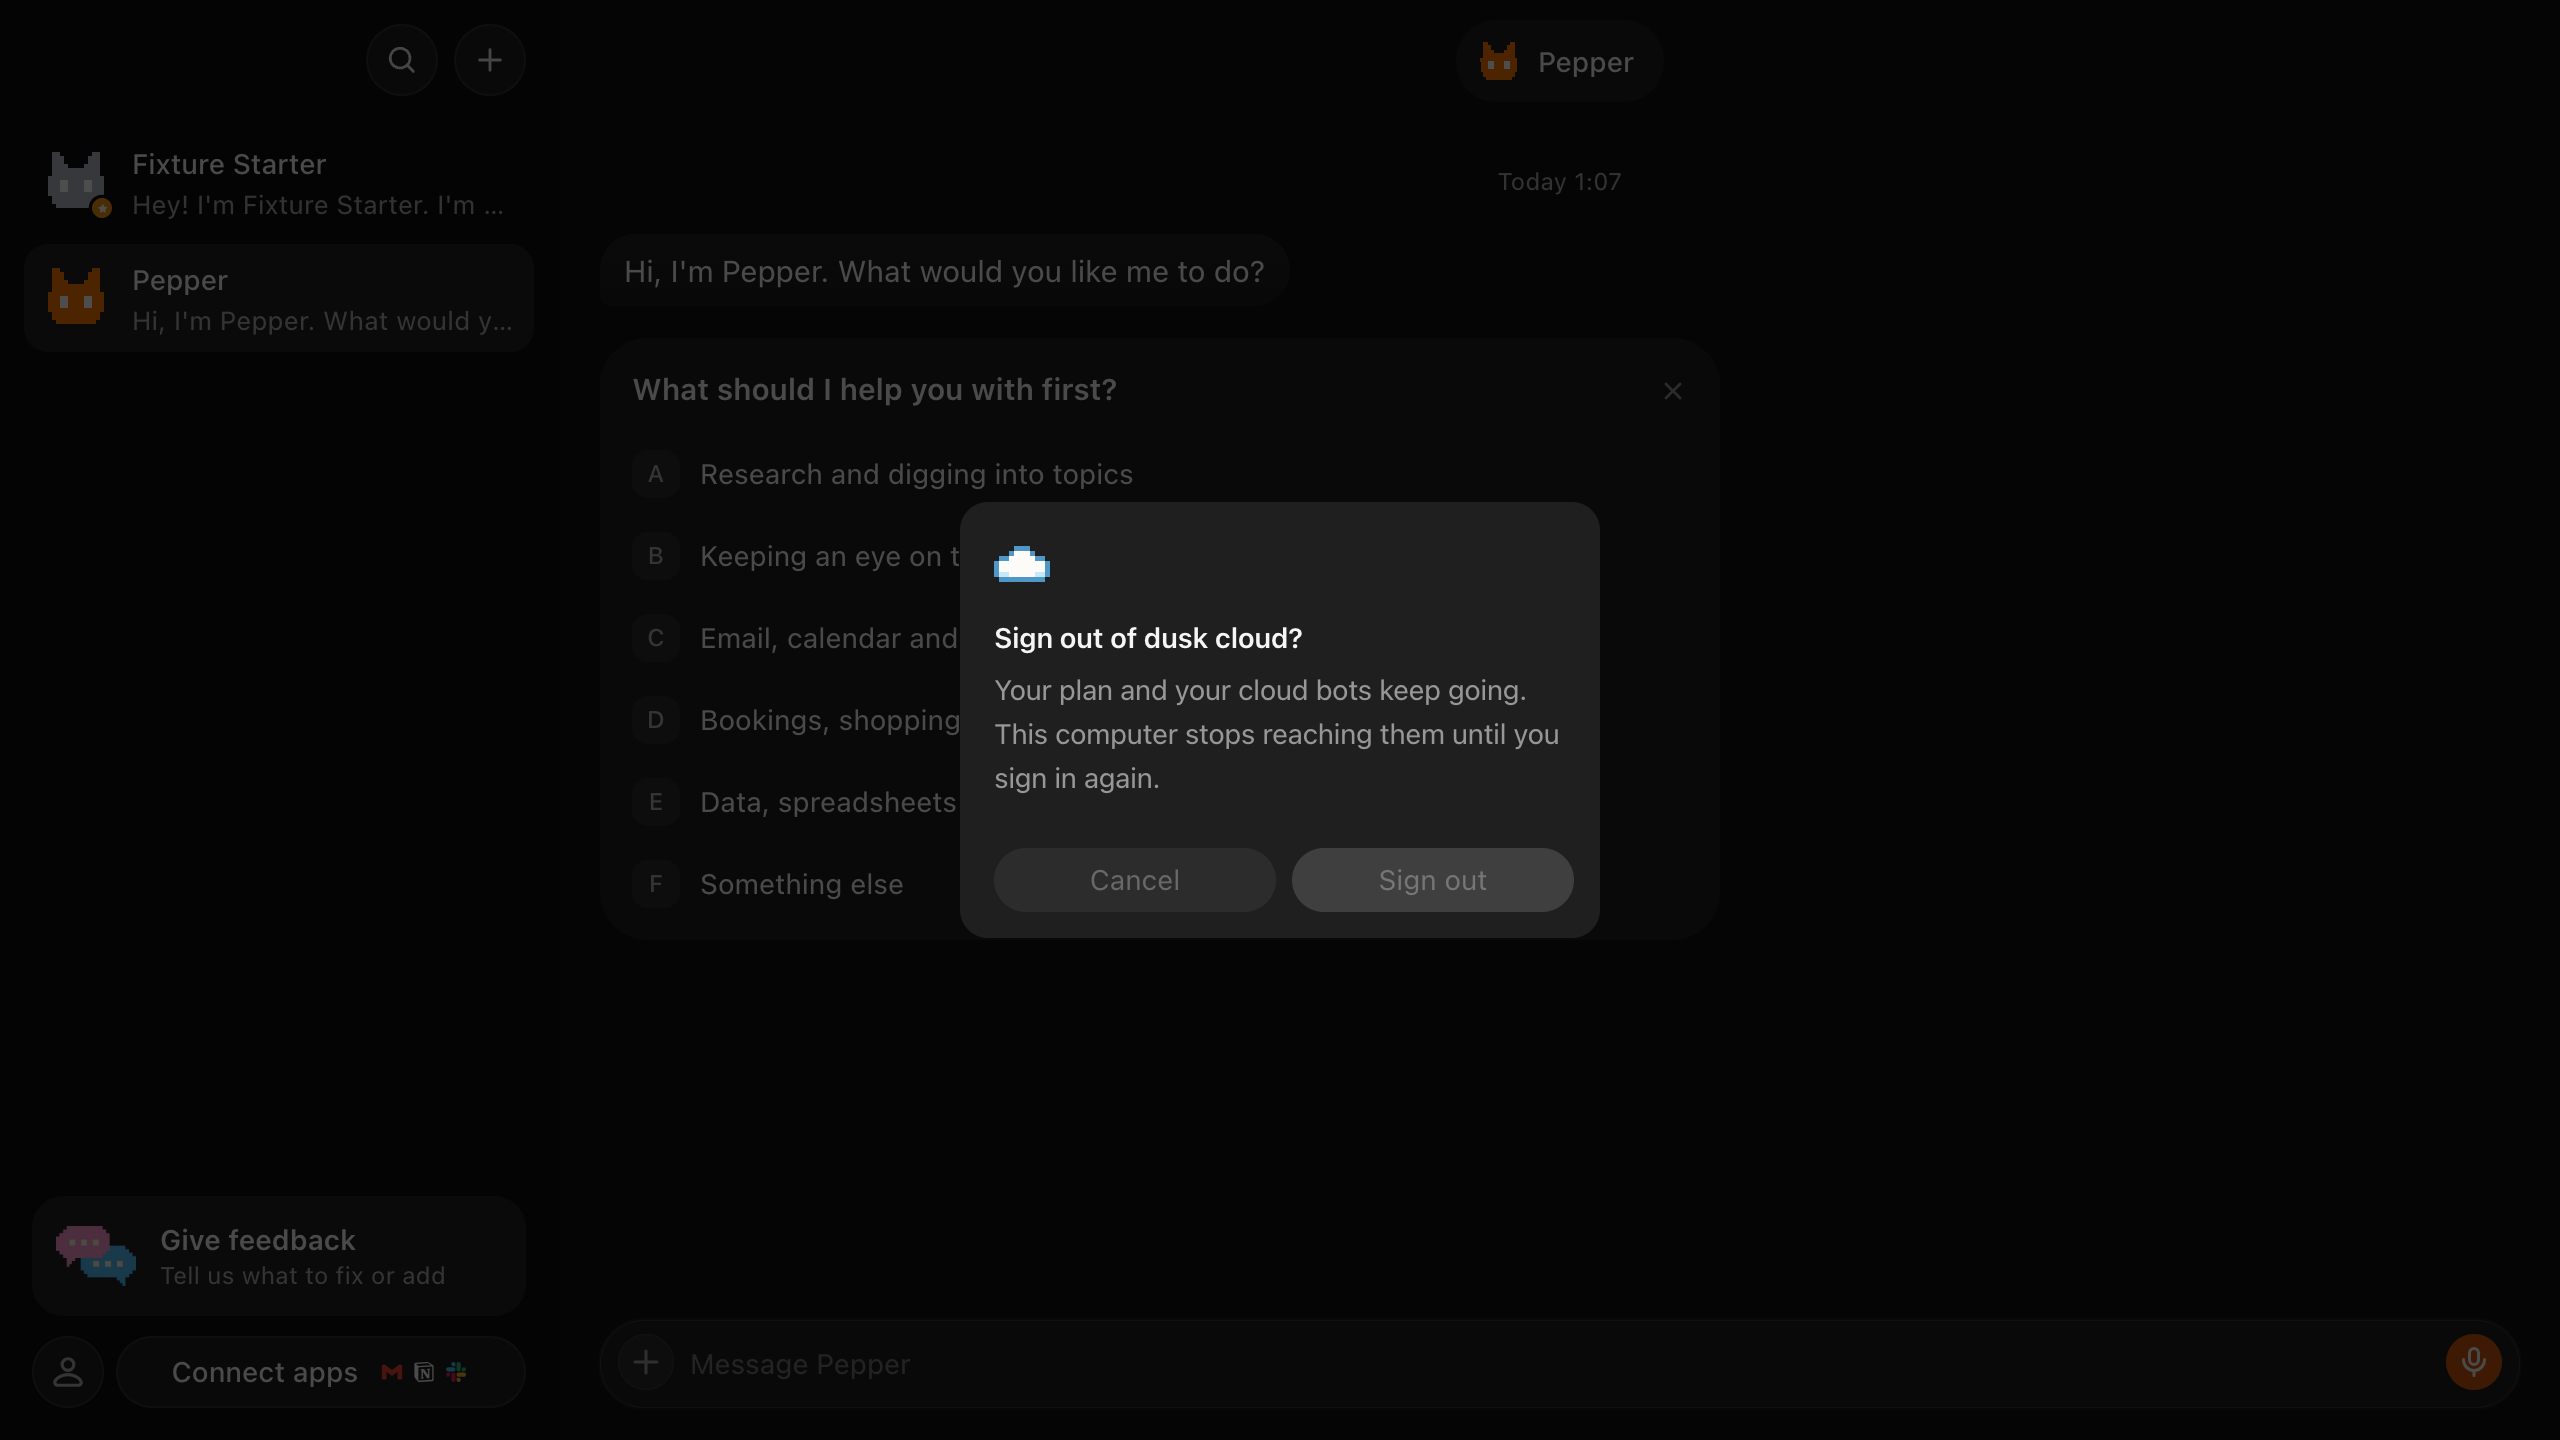 Pepper
Fixture Starter
Hey! I'm Fixture Starter. I'm ...
Pepper
Hi, I'm Pepper. What would y...
Today 1:07
Hi, I'm Pepper. What would you like me to do?
What should I help you with first?
A Research and digging into topics
B Keeping an eye on t
C Email, calendar and
D Bookings, shopping
E Data, spreadsheets
F Something else
Sign out of dusk cloud?
Your plan and your cloud bots keep going.
This computer stops reaching them until you
sign in again.
Cancel Sign out
Give feedback
Tell us what to fix or add
Connect apps
Message Pepper